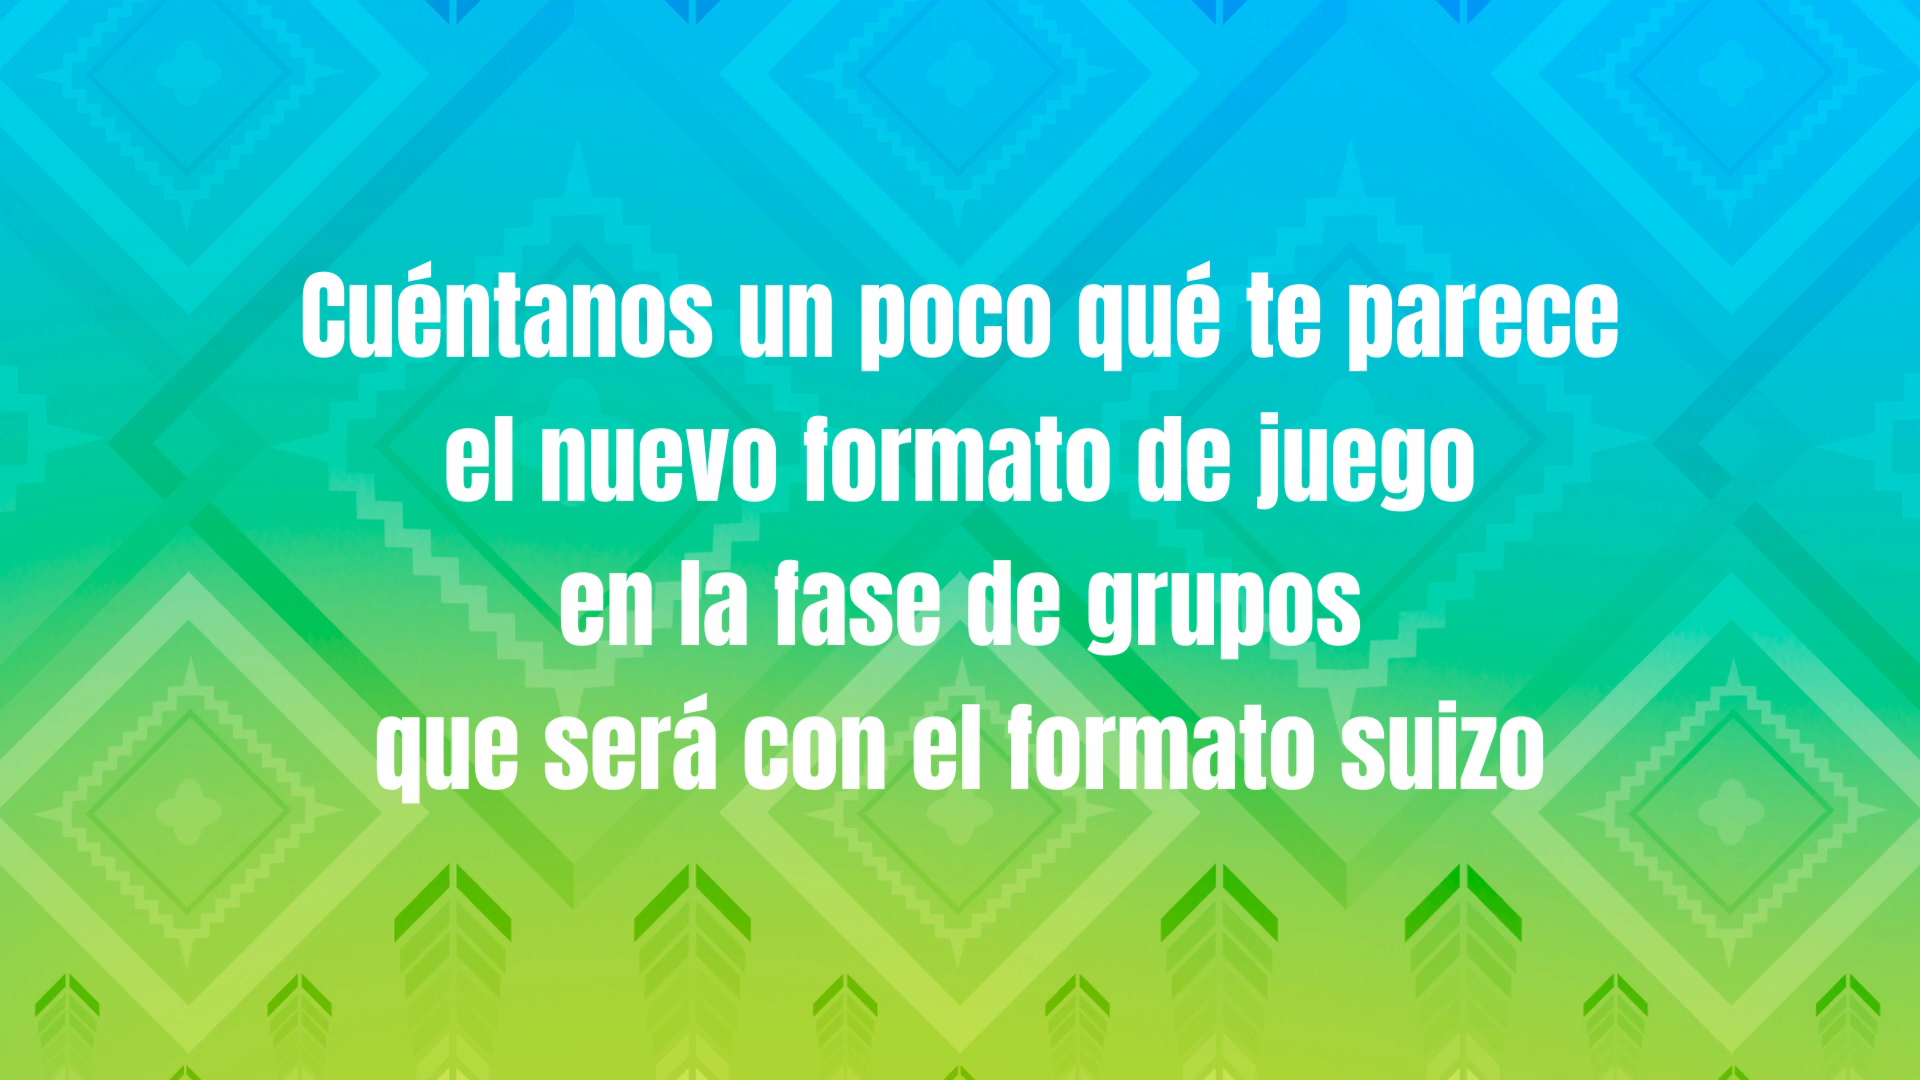 Cuéntanos un poco qué te parece
el nuevo formato de juego
en la fase de grupos
que será con el formato suizo